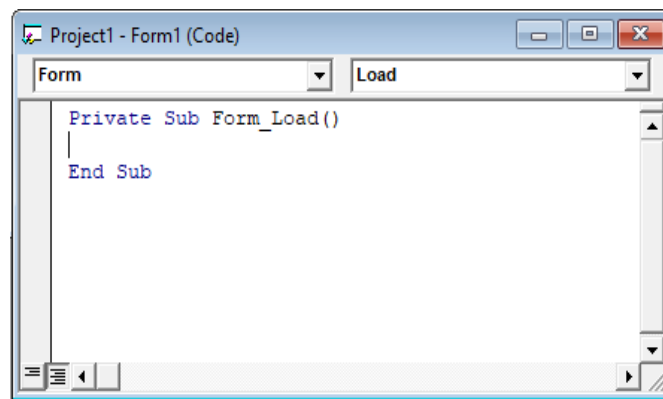 Project1 - Form1 (Code)
Form Load
Private Sub Form_Load()
End Sub